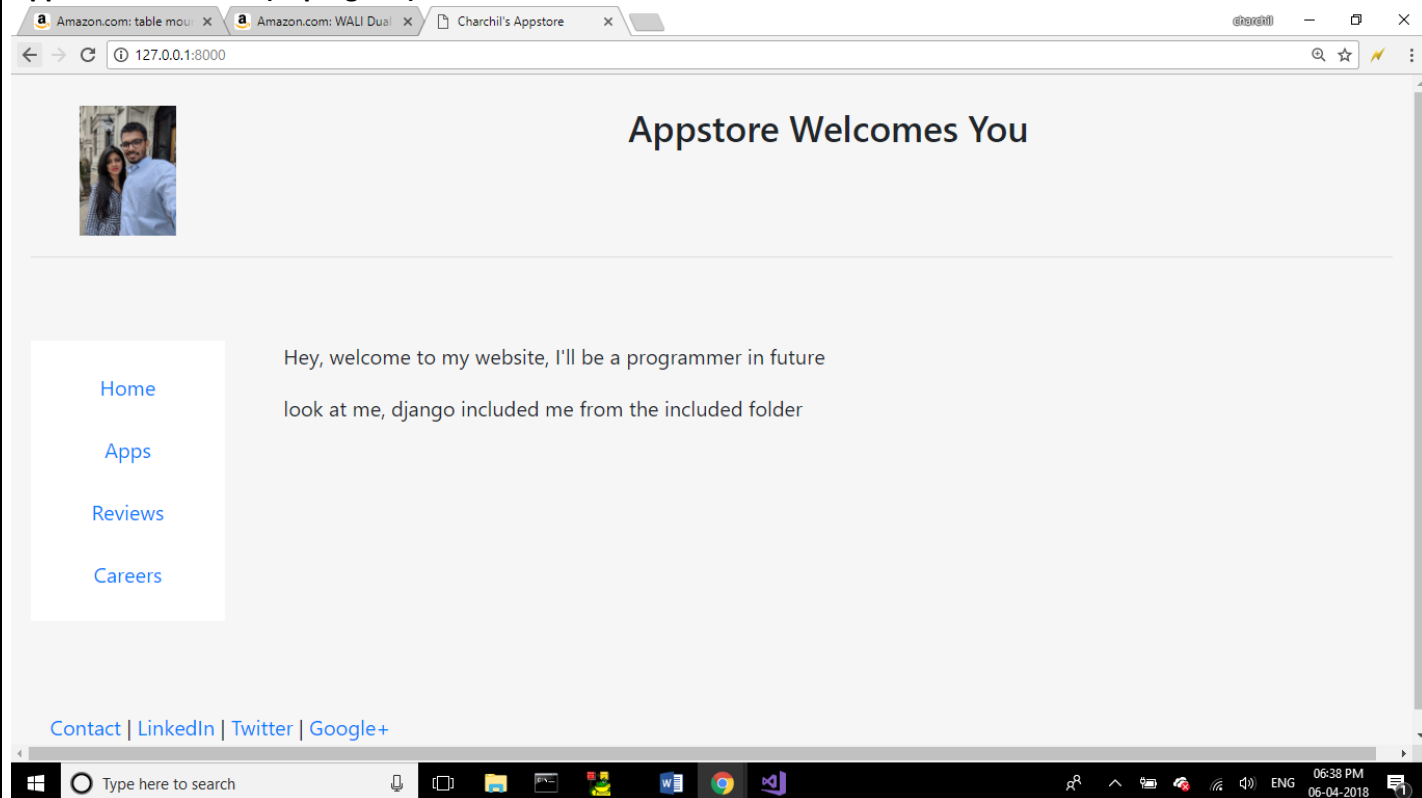 Amazon.com: table mou
Amazon.com: WALI Dual
Charchil's Appstore
charchil
127.0.0.1:8000
Appstore Welcomes You
Hey, welcome to my website, I'll be a programmer in future
look at me, django included me from the included folder
Home
Apps
Reviews
Careers
Contact | LinkedIn | Twitter | Google+
Type here to search
ENG
06:38 PM
06-04-2018